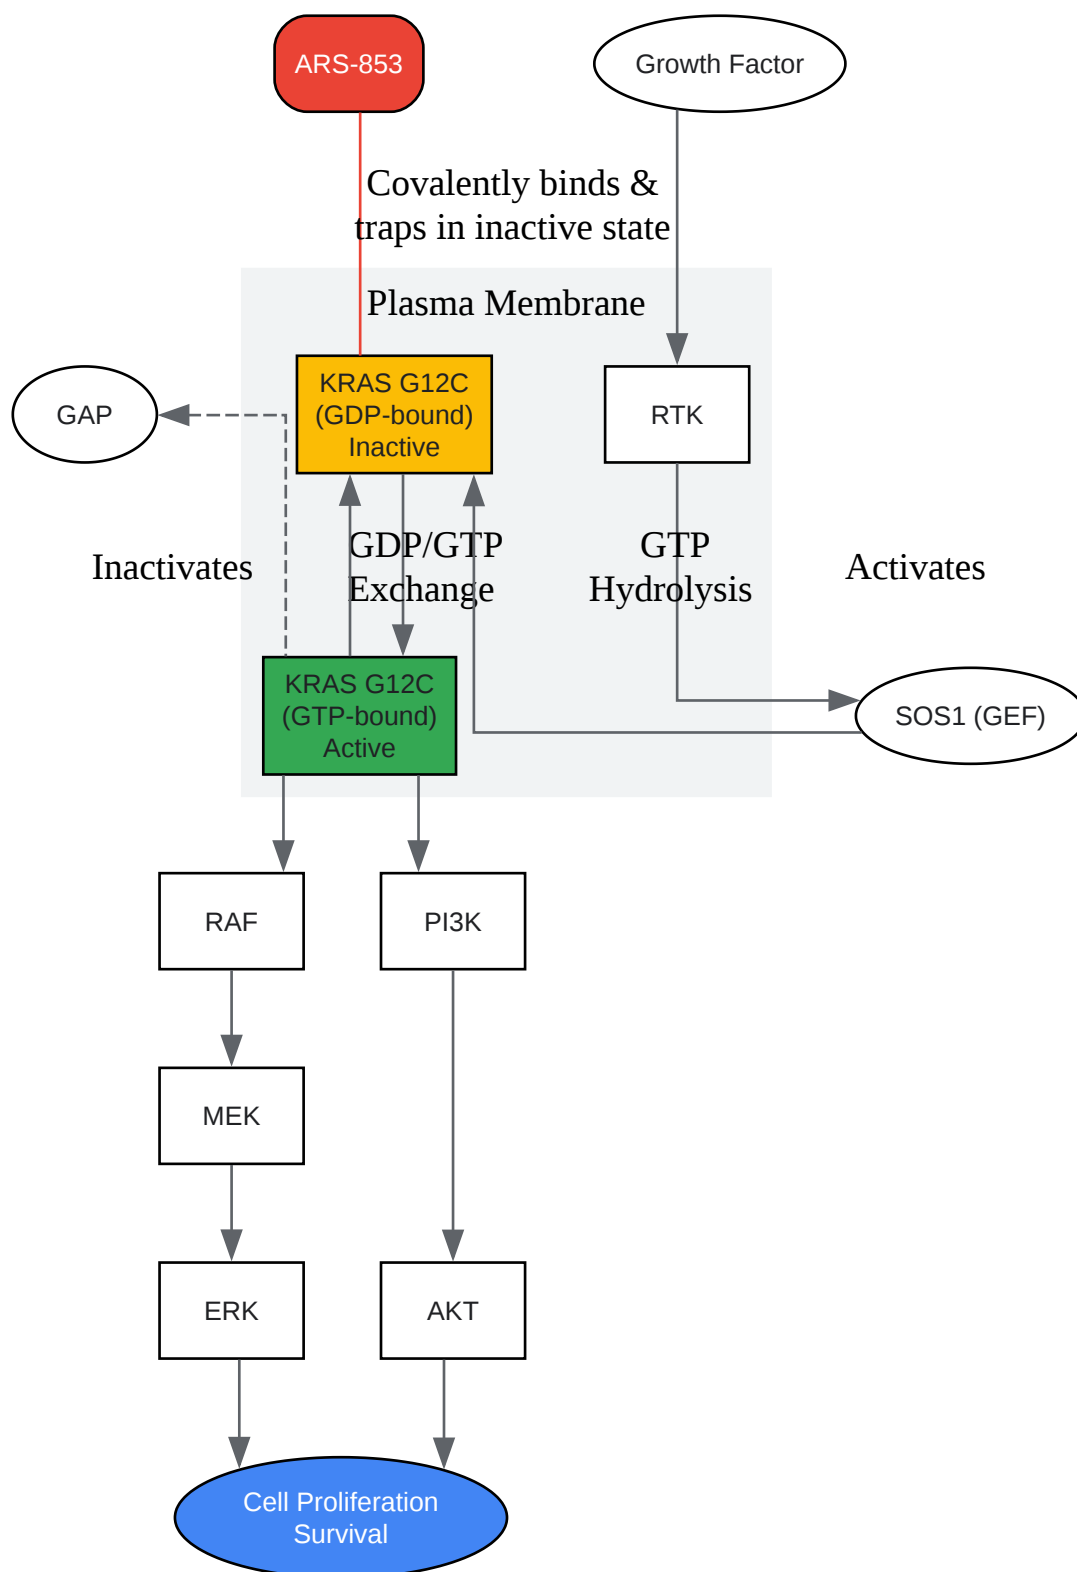 ARS-853
Growth Factor
Covalently binds &
traps in inactive state
Plasma Membrane
KRAS G12C
(GDP-bound)
Inactive
GAP
RTK
Inactivates
GDP/GTP
Exchange
GTP
Hydrolysis
Activates
KRAS G12C
(GTP-bound)
Active
SOS1 (GEF)
RAF
PI3K
MEK
ERK
AKT
Cell Proliferation
Survival